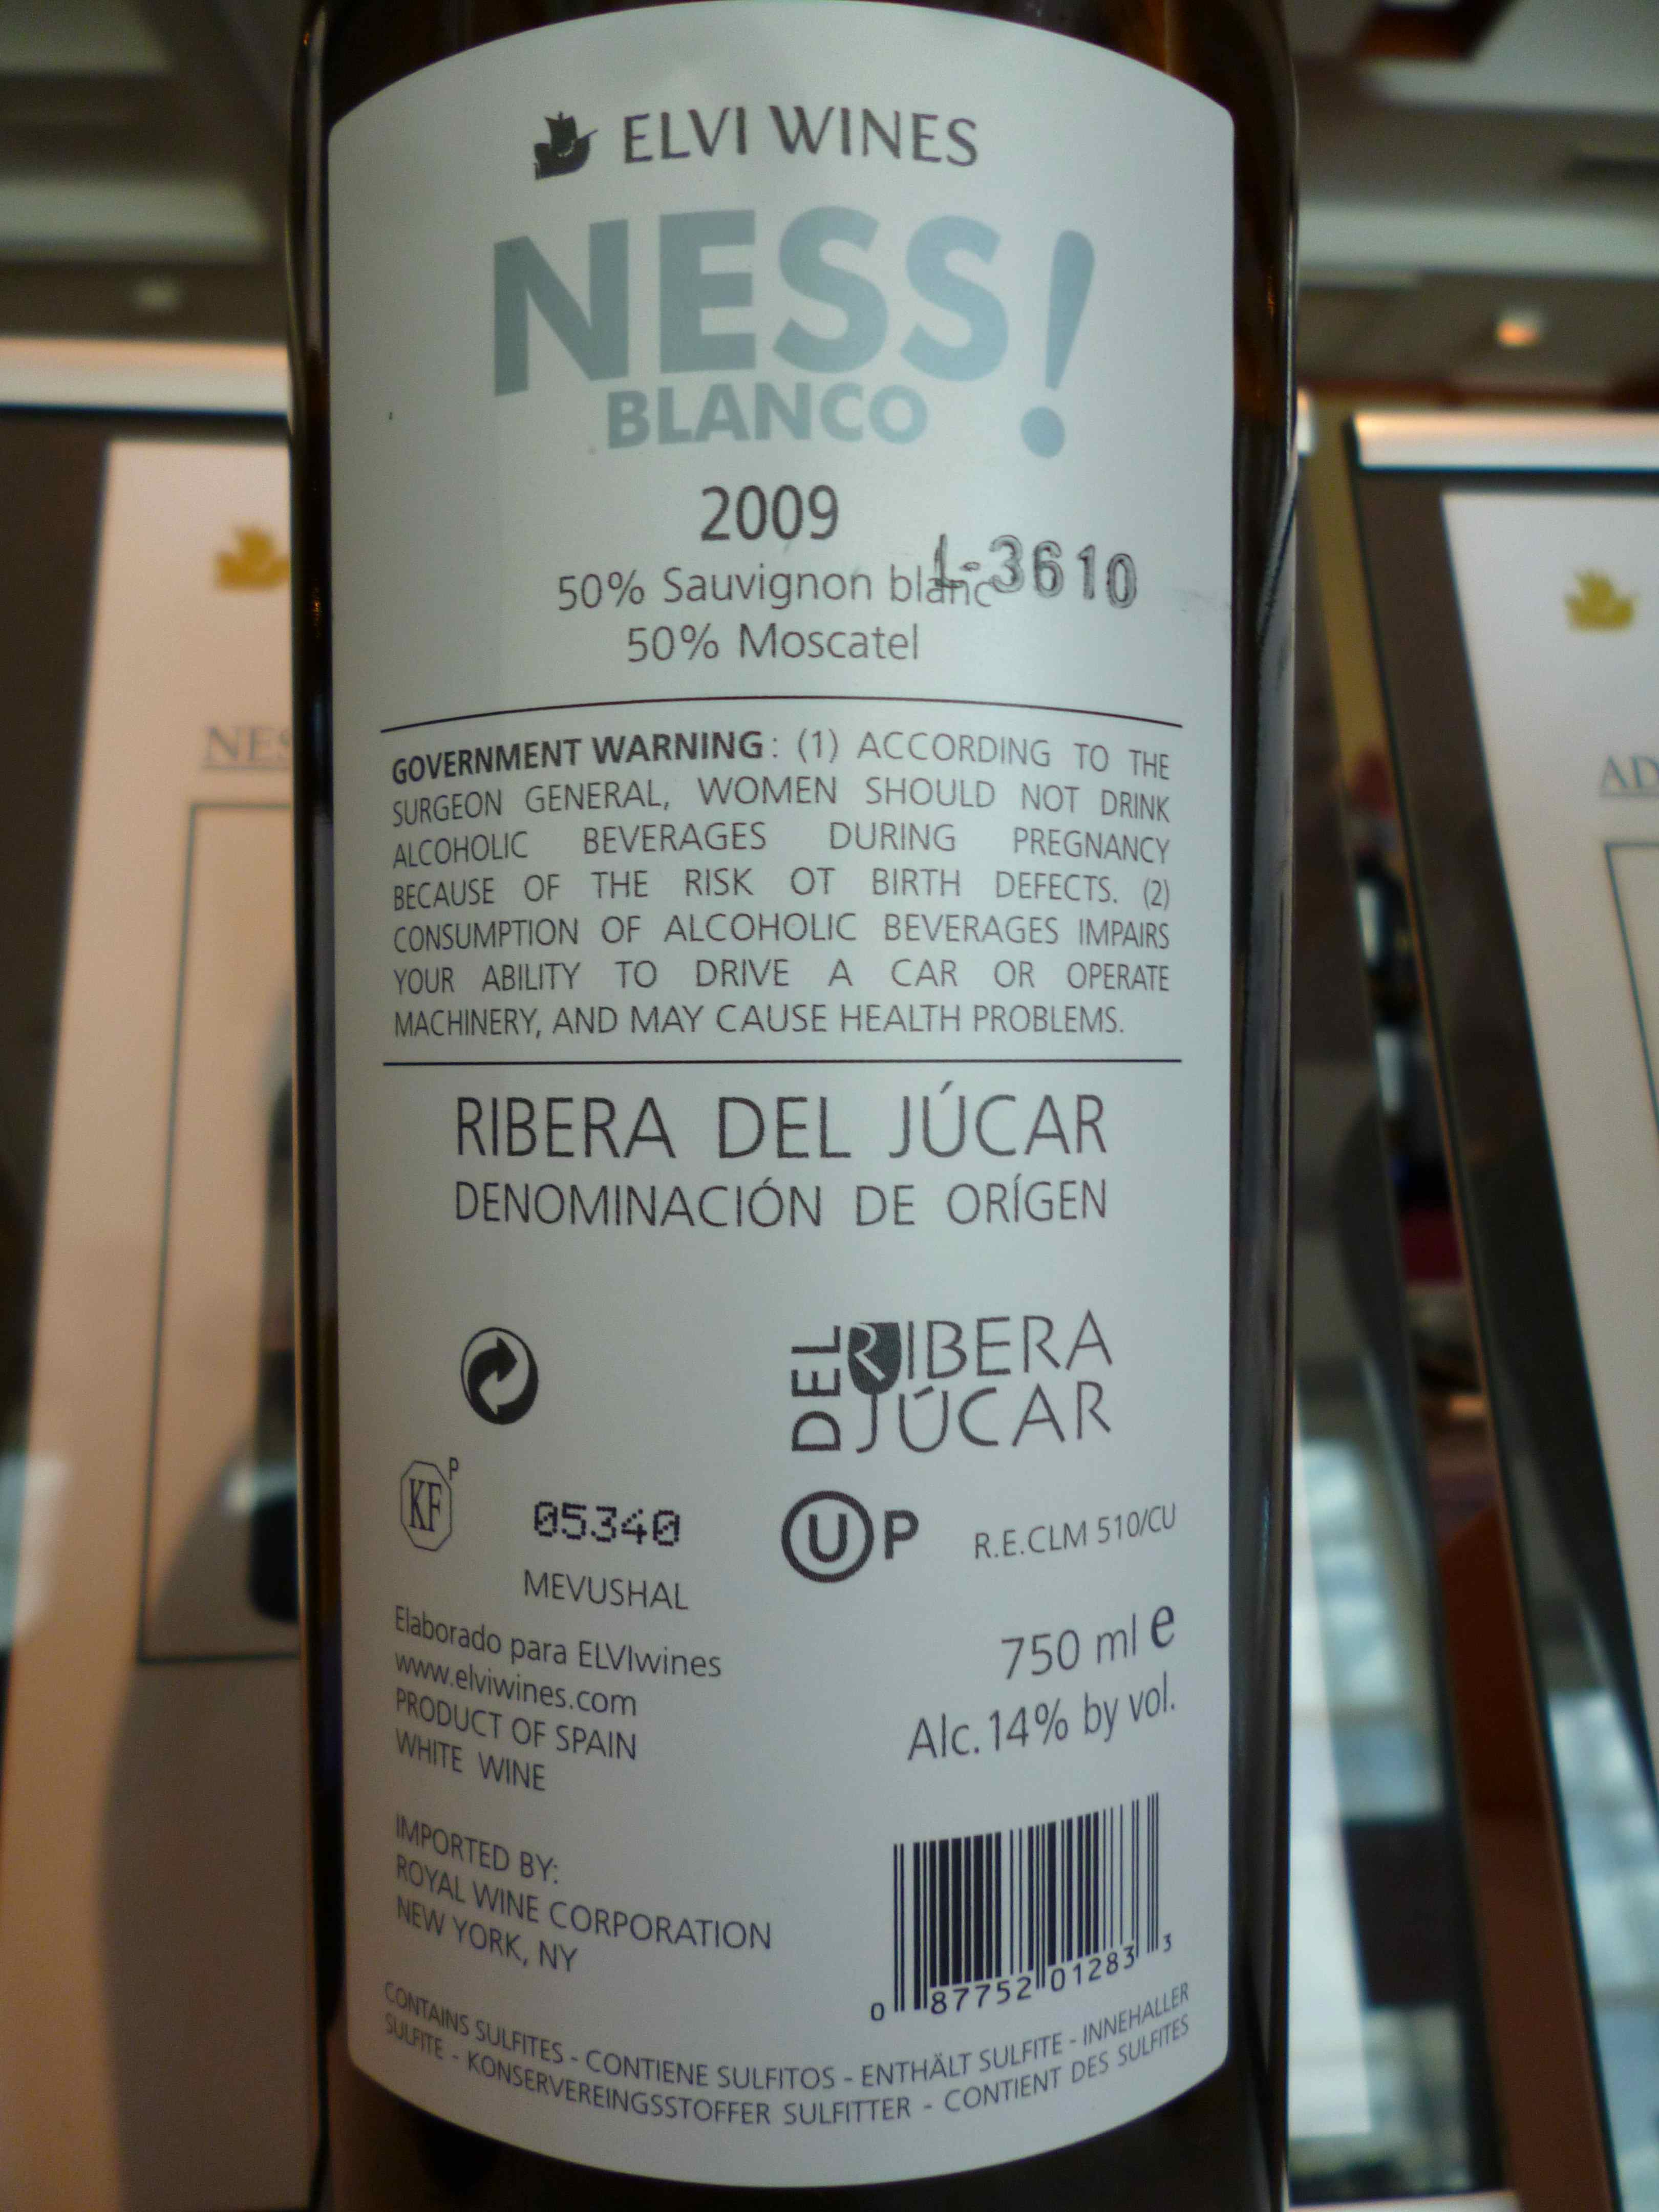 ELVI WINES
NESS!
BLANCO
2009
L-3610
50% Sauvignon blanc
50% Moscatel
GOVERNMENT WARNING: (1) ACCORDING TO THE
SURGEON GENERAL, WOMEN SHOULD NOT DRINK
ALCOHOLIC BEVERAGES DURING PREGNANCY
BECAUSE OF THE RISK OT BIRTH DEFECTS. (2)
CONSUMPTION OF ALCOHOLIC BEVERAGES IMPAIRS
YOUR ABILITY TO DRIVE A CAR OR OPERATE
MACHINERY, AND MAY CAUSE HEALTH PROBLEMS.
RIBERA DEL JÚCAR
DENOMINACIÓN DE ORÍGEN
DEL RIBERA
JÚCAR
KF P
05340
MEVUSHAL
U P
R.E.CLM 510/CU
Elaborado para ELVIwines
www.elviwines.com
PRODUCT OF SPAIN
WHITE WINE
750 ml e
Alc. 14% by vol.
IMPORTED BY:
ROYAL WINE CORPORATION
NEW YORK, NY
0 87752 01283 3
CONTAINS SULFITES - CONTIENE SULFITOS - ENTHÄLT SULFITE - INNEHALLER
SULFITE - KONSERVEREINGSSTOFFER SULFITTER - CONTIENT DES SULFITES
NES
AD